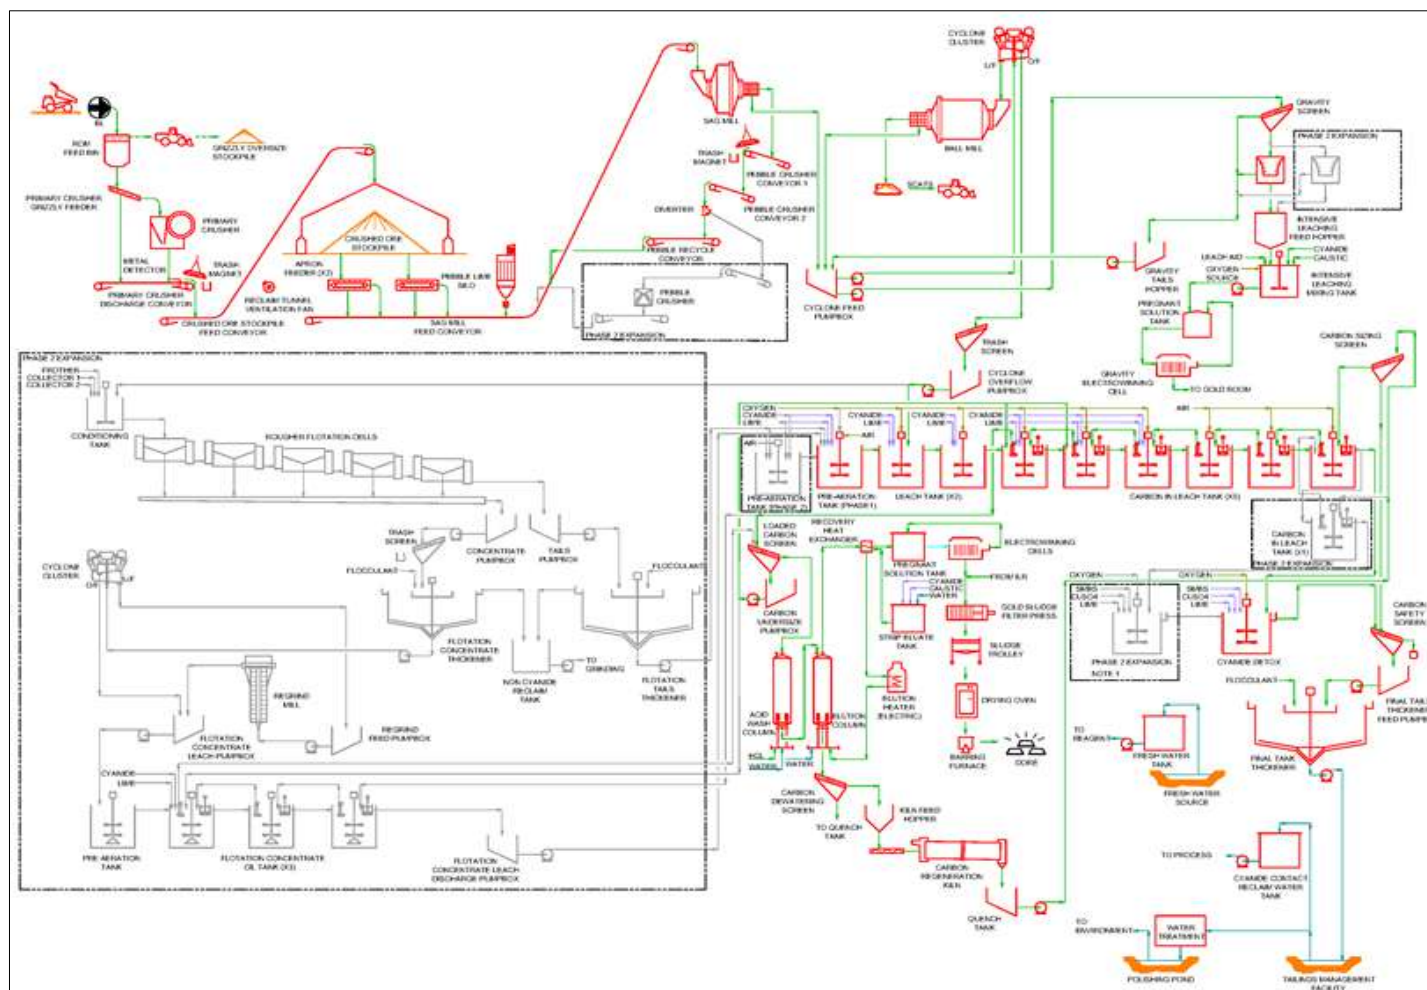 CYCLONE
CLUSTER
U/F
O/F
ROM
FEED BIN
GRIZZLY OVERSIZE
STOCKPILE
PRIMARY CRUSHER
GRIZZLY FEEDER
PRIMARY
CRUSHER
METAL
DETECTOR
TRASH
MAGNET
PRIMARY CRUSHER
DISCHARGE CONVEYOR
CRUSHED ORE STOCKPILE
FEED CONVEYOR
CRUSHED ORE
STOCKPILE
APRON
FEEDER (X2)
RECLAIM TUNNEL
VENTILATION FAN
PEBBLE LIME
SILO
SAG MILL
FEED CONVEYOR
SAG MILL
TRASH
MAGNET
PEBBLE CRUSHER
CONVEYOR 1
PEBBLE CRUSHER
CONVEYOR 2
DIVERTER
PEBBLE RECYCLE
CONVEYOR
PEBBLE
CRUSHER
PHASE 2 EXPANSION
BALL MILL
SCATS
CYCLONE FEED
PUMPBOX
GRAVITY
SCREEN
PHASE 2 EXPANSION
INTENSIVE
LEACHING
FEED HOPPER
CYANIDE
CAUSTIC
LEACH AID
OXYGEN
SOURCE
INTENSIVE
LEACHING
MIXING TANK
GRAVITY
TAILS
HOPPER
PREGNANT
SOLUTION
TANK
GRAVITY
ELECTROWINNING
CELL
TO GOLD ROOM
CARBON SIZING
SCREEN
TRASH
SCREEN
CYCLONE
OVERFLOW
PUMPBOX
PHASE 2 EXPANSION
FROTHER
COLLECTOR 1
COLLECTOR 2
CONDITIONING
TANK
ROUGHER FLOTATION CELLS
OXYGEN
CYANIDE
LIME
CYANIDE
LIME
CYANIDE
LIME
CYANIDE
LIME
AIR
AIR
AIR
PRE-AERATION
TANK (PHASE 2)
PRE-AERATION
TANK (PHASE 1)
LEACH TANK (X2)
CARBON IN LEACH TANK (X6)
CARBON
IN LEACH
TANK (X1)
PHASE 2 EXPANSION
TRASH
SCREEN
CONCENTRATE
PUMPBOX
TAILS
PUMPBOX
CYCLONE
CLUSTER
O/F
U/F
FLOCCULANT
FLOCCULANT
FLOTATION
CONCENTRATE
THICKENER
NON CYANIDE
RECLAIM
TANK
TO
GRINDING
FLOTATION
TAILS
THICKENER
REGRIND
MILL
REGRIND
FEED PUMPBOX
FLOTATION
CONCENTRATE
LEACH PUMPBOX
CYANIDE
LIME
PRE-AERATION
TANK
FLOTATION CONCENTRATE
CIL TANK (X3)
FLOTATION
CONCENTRATE LEACH
DISCHARGE PUMPBOX
LOADED
CARBON
SCREEN
RECOVERY
HEAT
EXCHANGER
PREGNANT
SOLUTION TANK
ELECTROWINNING
CELLS
FROM ILR
CYANIDE
CAUSTIC
WATER
STRIP ELUATE
TANK
GOLD SLUDGE
FILTER PRESS
SLUDGE
TROLLEY
CARBON
UNDERSIZE
PUMPBOX
ACID
WASH
COLUMN
ELUTION
COLUMN
ELUTION
HEATER
(ELECTRIC)
DRYING OVEN
BARRING
FURNACE
DORE
HCL
WATER
WATER
CARBON
DEWATERING
SCREEN
TO QUENCH
TANK
KILN FEED
HOPPER
CARBON
REGENERATION
KILN
QUENCH
TANK
OXYGEN
SMBS
CUSO4
LIME
OXYGEN
SMBS
CUSO4
LIME
PHASE 2 EXPANSION
NOTE 1
CYANIDE DETOX
CARBON
SAFETY
SCREEN
FLOCCULANT
FINAL TAILS
THICKENER
FEED PUMPBO
FINAL TANK
THICKENER
TO
REAGENT
FRESH WATER
TANK
FRESH WATER
SOURCE
TO PROCESS
CYANIDE CONTACT
RECLAIM WATER
TANK
TO
ENVIRONMENT
WATER
TREATMENT
POLISHING POND
TAILINGS MANAGEMENT
FACILITY